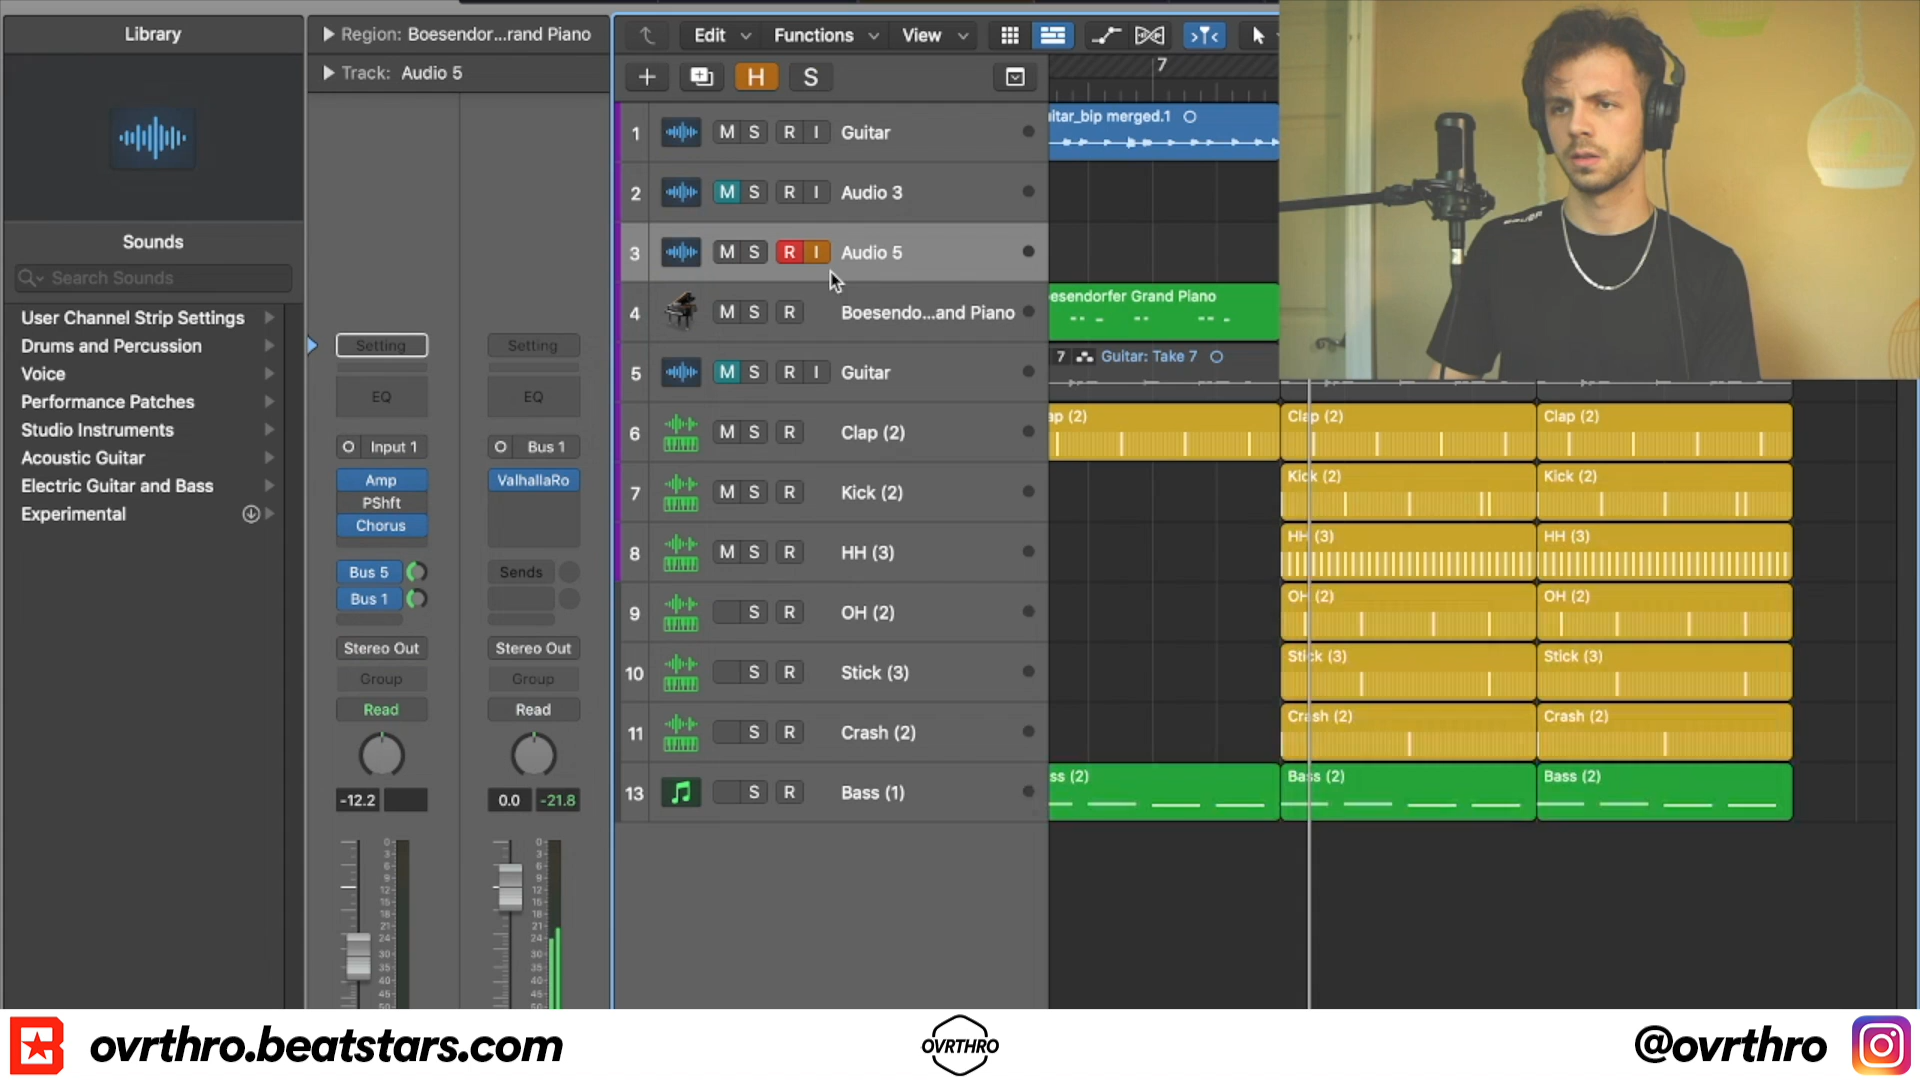 Library
Sounds
Search Sounds
User Channel Strip Settings
Drums and Percussion
Voice
Performance Patches
Studio Instruments
Acoustic Guitar
Electric Guitar and Bass
Experimental
Region: Boesendor...rand Piano
Track: Audio 5
Setting
Setting
EQ
EQ
Input 1
Bus 1
Amp
ValhallaRo
PShft
Chorus
Bus 5
Sends
Bus 1
Stereo Out
Stereo Out
Group
Group
Read
Read
-12.2
0.0 -21.8
Edit Functions View
H S
7
1 M S R I Guitar
uitar_bip merged.1
2 M S R I Audio 3
3 M S R I Audio 5
4 M S R Boesendo...and Piano
esendorfer Grand Piano
5 M S R I Guitar
7 Guitar: Take 7
6 M S R Clap (2)
ap (2) Clap (2) Clap (2)
7 M S R Kick (2)
Kick (2) Kick (2)
8 M S R HH (3)
HH (3) HH (3)
9 S R OH (2)
OH (2) OH (2)
10 S R Stick (3)
Stick (3) Stick (3)
11 S R Crash (2)
Crash (2) Crash (2)
13 S R Bass (1)
ss (2) Bass (2) Bass (2)
ovrthro.beatstars.com
OVRTHRO
@ovrthro